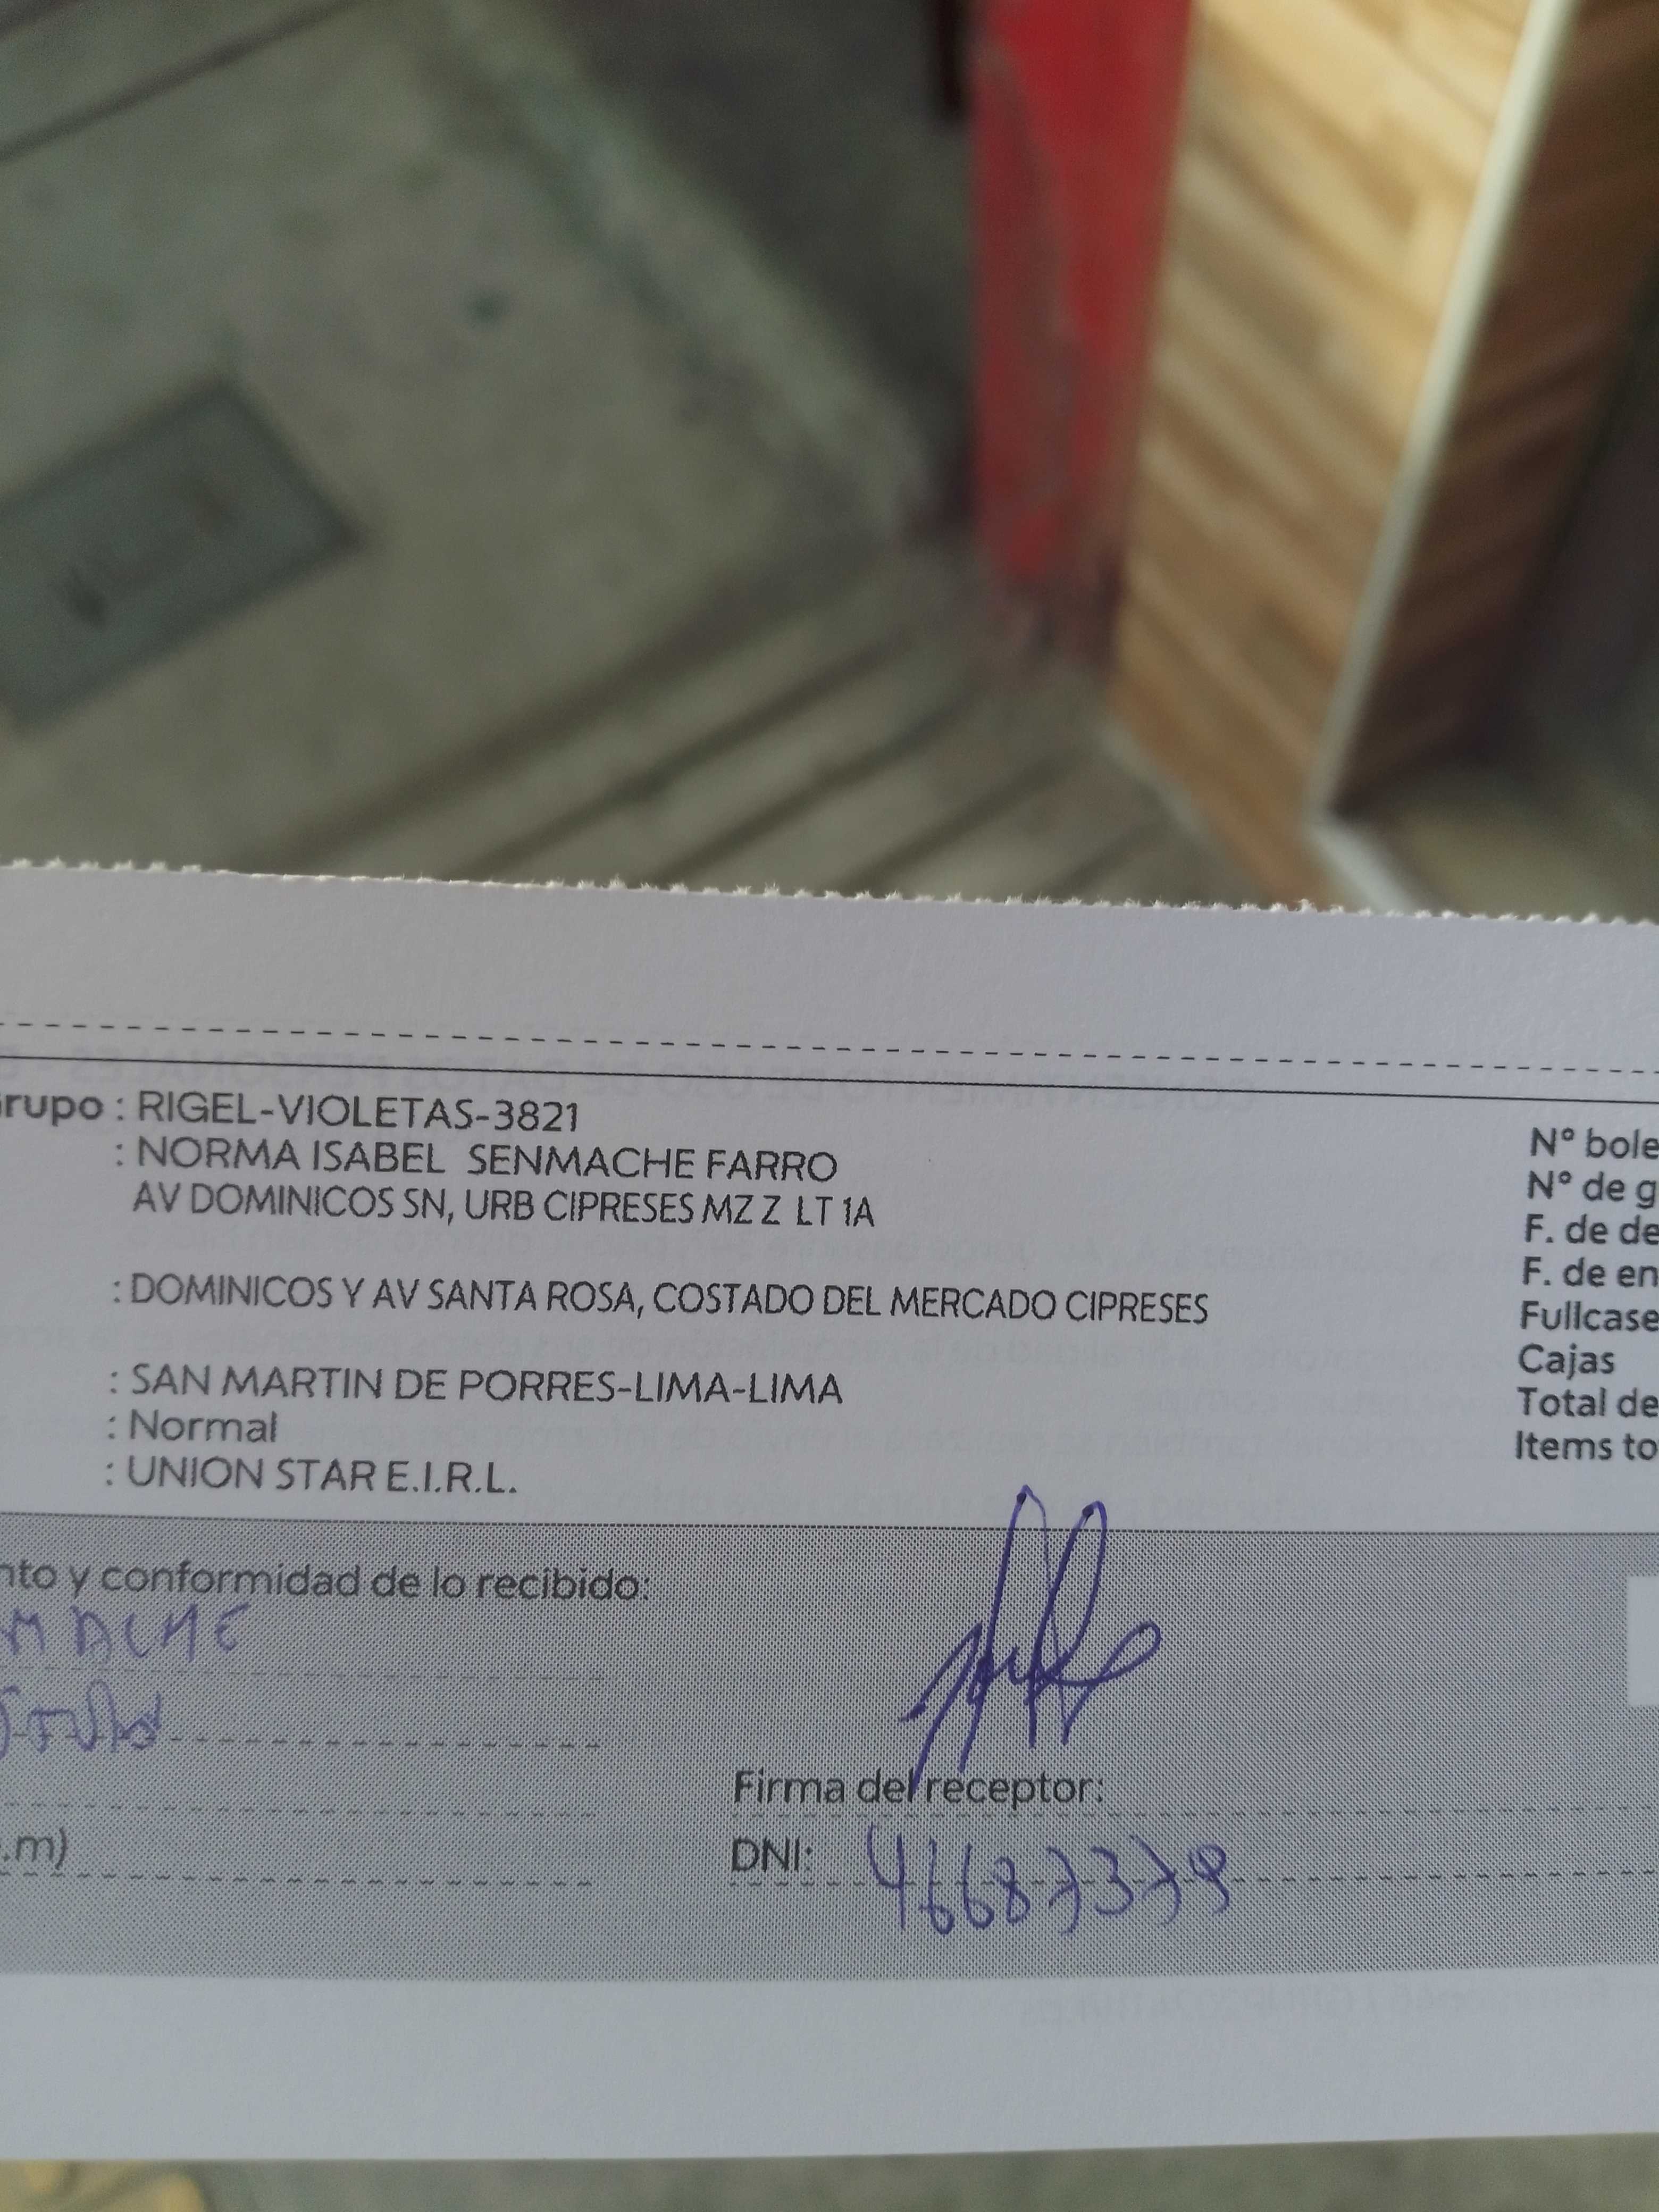 rupo : RIGEL-VIOLETAS-3821
: NORMA ISABEL SENMACHE FARRO
AV DOMINICOS SN, URB CIPRESES MZ Z LT 1A
: DOMINICOS Y AV SANTA ROSA, COSTADO DEL MERCADO CIPRESES
: SAN MARTIN DE PORRES-LIMA-LIMA
: Normal
: UNION STAR E.I.R.L.
N° bole
N° de g
F. de de
F. de en
Fullcase
Cajas
Total de
Items to
nto y conformidad de lo recibido:
MACHE
.m)
Firma del receptor:
DNI: 46687379